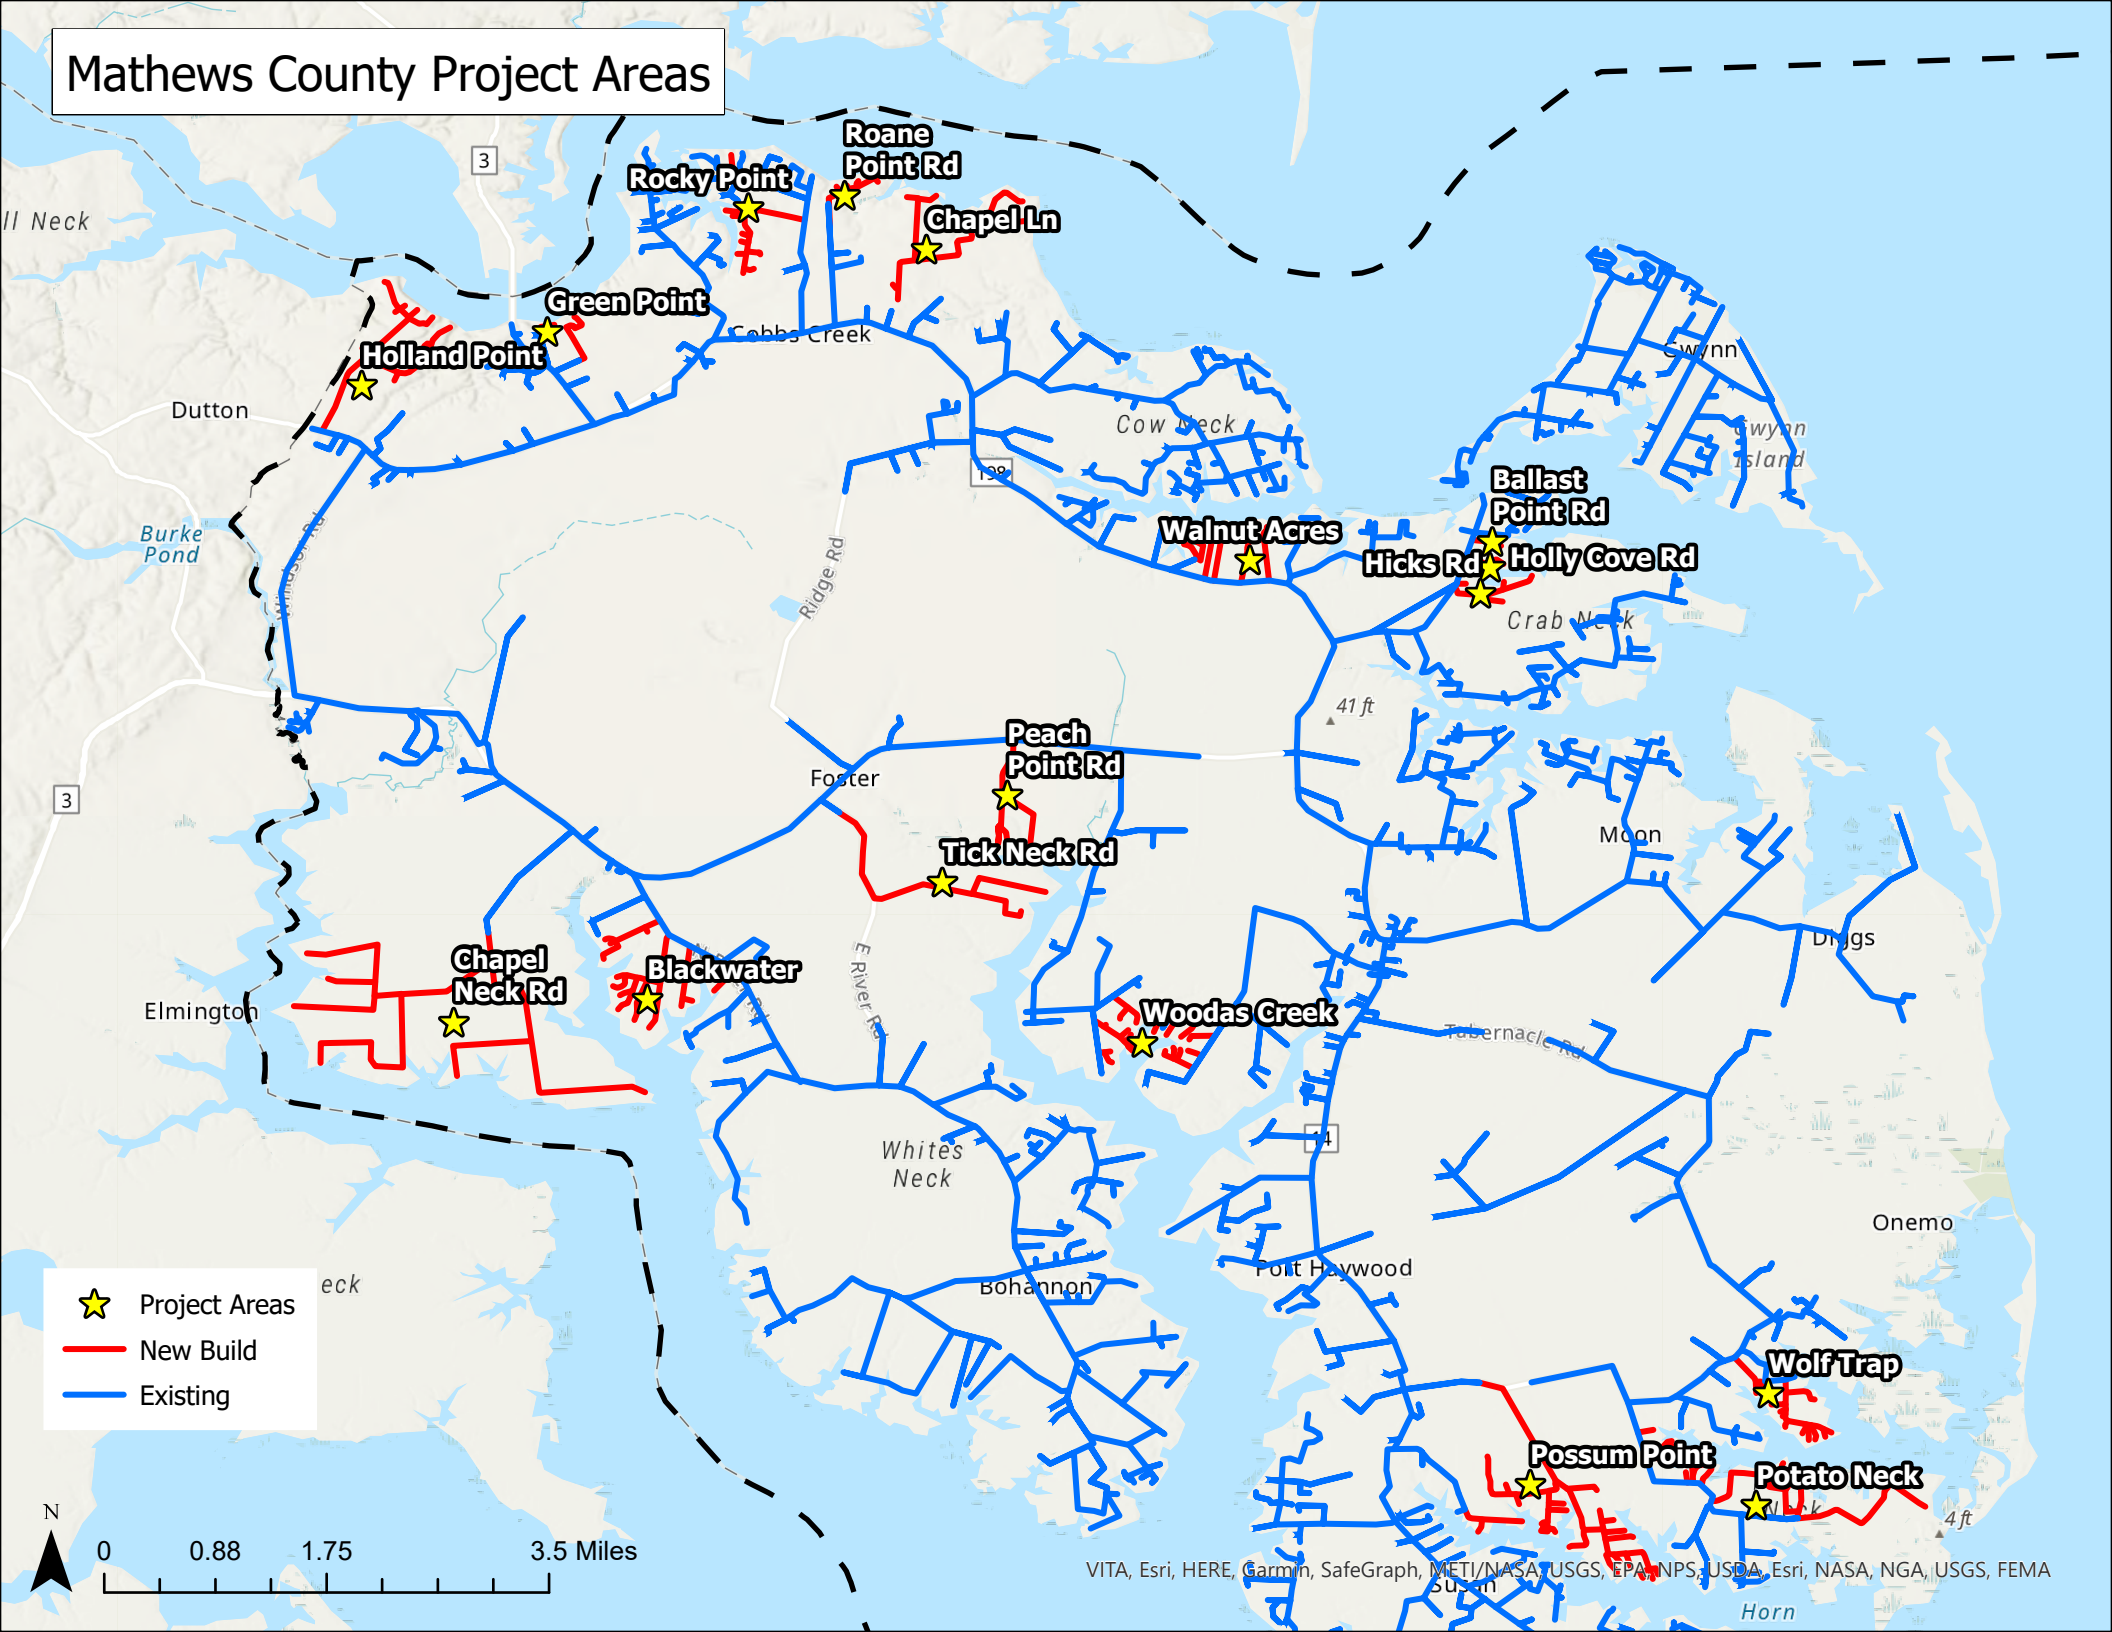 Mathews County Project Areas
Roane
Point Rd
3
Rocky Point
Chapel Ln
ll Neck
Green Point
Cobbs Creek
Holland Point
Gwynn
Dutton
Cow Neck
Gwynn
Island
198
Ballast
Point Rd
Burke
Pond
Windsor Rd
Walnut Acres
Hicks Rd
Holly Cove Rd
Ridge Rd
Crab Neck
41 ft
Peach
Point Rd
Foster
3
Moon
Tick Neck Rd
Diggs
Chapel
Neck Rd
Blackwater
E River Rd
Elmington
Woodas Creek
Tabernacle Rd
14
Whites
Neck
Onemo
Port Haywood
eck
Bohannon
Project Areas
New Build
Existing
Wolf Trap
Possum Point
Potato Neck
Neck
4 ft
N
0 0.88 1.75 3.5 Miles
VITA, Esri, HERE, Garmin, SafeGraph, METI/NASA, USGS, EPA, NPS, USDA, Esri, NASA, NGA, USGS, FEMA
Susan
Horn